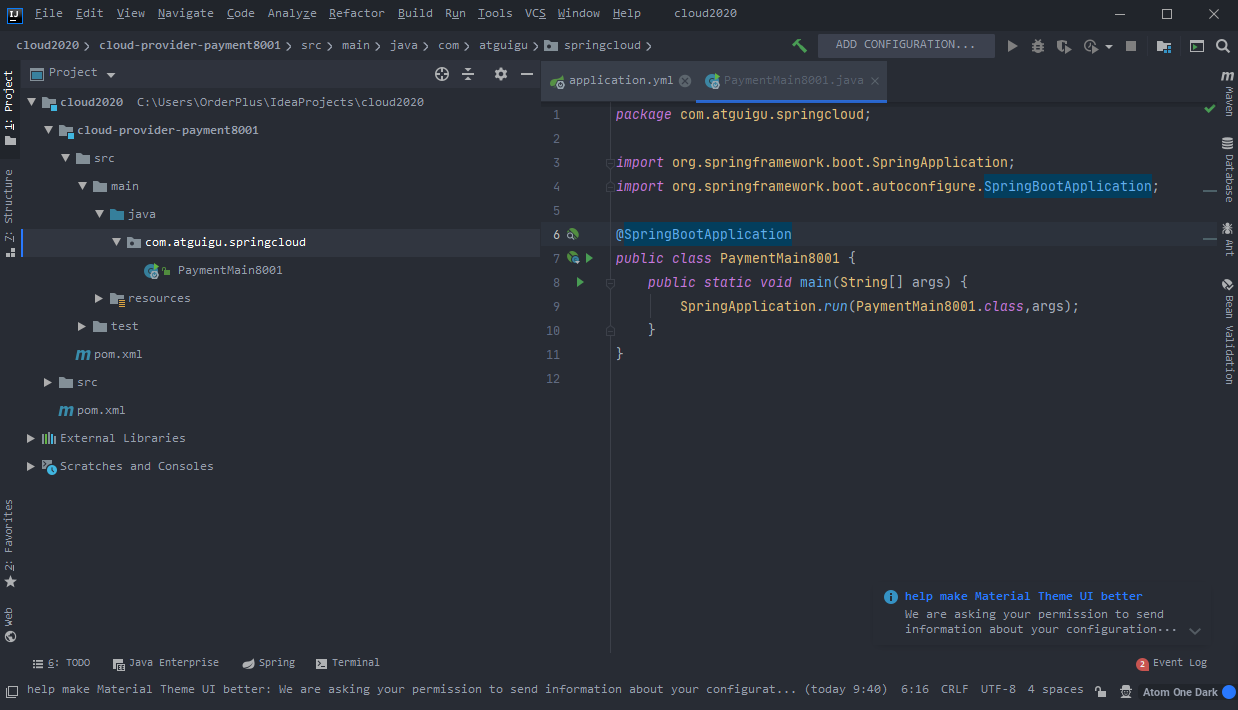 File Edit View Navigate Code Analyze Refactor Build Run Tools VCS Window Help cloud2020
cloud2020 cloud-provider-payment8001 src main java com atguigu springcloud
ADD CONFIGURATION...
Project
application.yml
PaymentMain8001.java
1: Project
Z: Structure
2: Favorites
Web
cloud2020 C:\Users\OrderPlus\IdeaProjects\cloud2020
cloud-provider-payment8001
src
main
java
com.atguigu.springcloud
PaymentMain8001
resources
test
pom.xml
src
pom.xml
External Libraries
Scratches and Consoles
1 package com.atguigu.springcloud;
2
3 import org.springframework.boot.SpringApplication;
4 import org.springframework.boot.autoconfigure.SpringBootApplication;
5
6 @SpringBootApplication
7 public class PaymentMain8001 {
8 public static void main(String[] args) {
9 SpringApplication.run(PaymentMain8001.class,args);
10 }
11 }
12
Maven
Database
Ant
Bean Validation
help make Material Theme UI better
We are asking your permission to send
information about your configuration...
6: TODO Java Enterprise Spring Terminal
2 Event Log
help make Material Theme UI better: We are asking your permission to send information about your configurat... (today 9:40) 6:16 CRLF UTF-8 4 spaces Atom One Dark